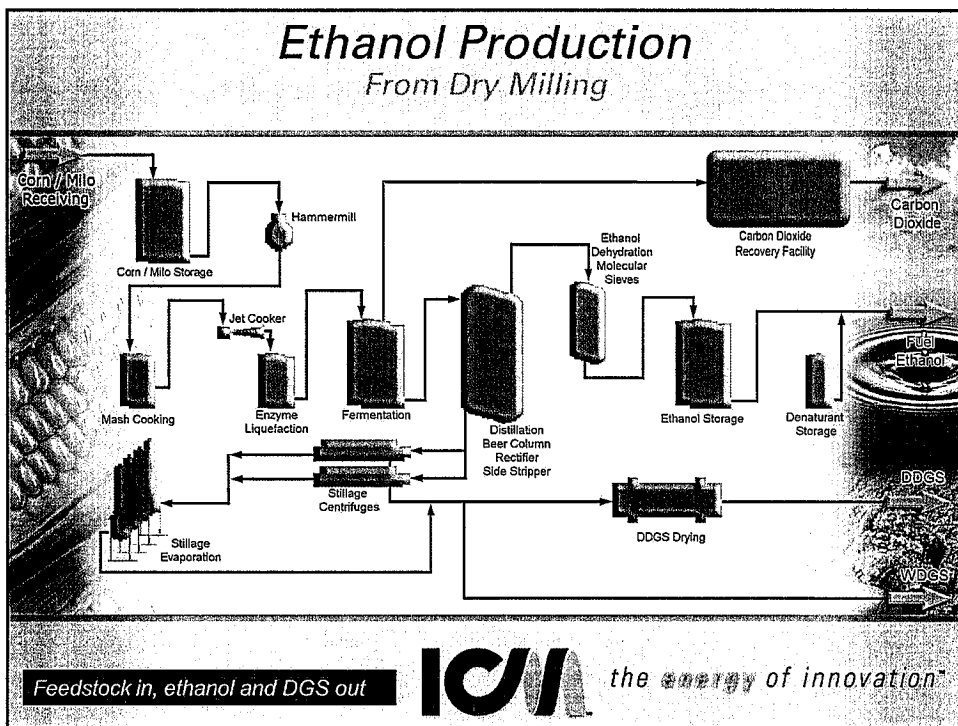 Ethanol Production
From Dry Milling
Corn / Milo
Receiving
Corn / Milo Storage
Hammermill
Carbon Dioxide
Recovery Facility
Carbon
Dioxide
Ethanol
Dehydration
Molecular
Sieves
Jet Cooker
Mash Cooking
Enzyme
Liquefaction
Fermentation
Distillation
Beer Column
Rectifier
Side Stripper
Ethanol Storage
Denaturant
Storage
Fuel
Ethanol
Stillage
Centrifuges
Stillage
Evaporation
DDGS Drying
DDGS
WDGS
Feedstock in, ethanol and DGS out
ICM
the energy of innovation™